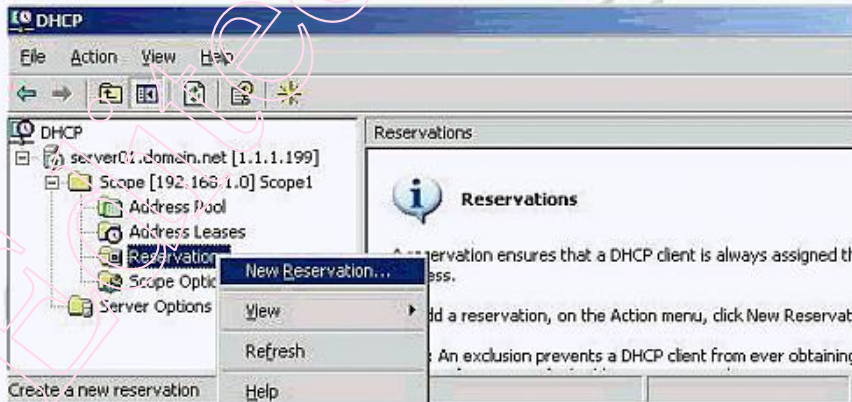 DHCP
File Action View Help
DHCP
server01.domain.net [1.1.1.199]
Scope [192.168.1.0] Scope1
Address Pool
Address Leases
Reservation
Scope Optic
Server Options
New Reservation...
View
Refresh
Help
Reservations
Reservations
reservation ensures that a DHCP client is always assigned th
ess.
dd a reservation, on the Action menu, click New Reservat
: An exclusion prevents a DHCP client from ever obtaining
Create a new reservation